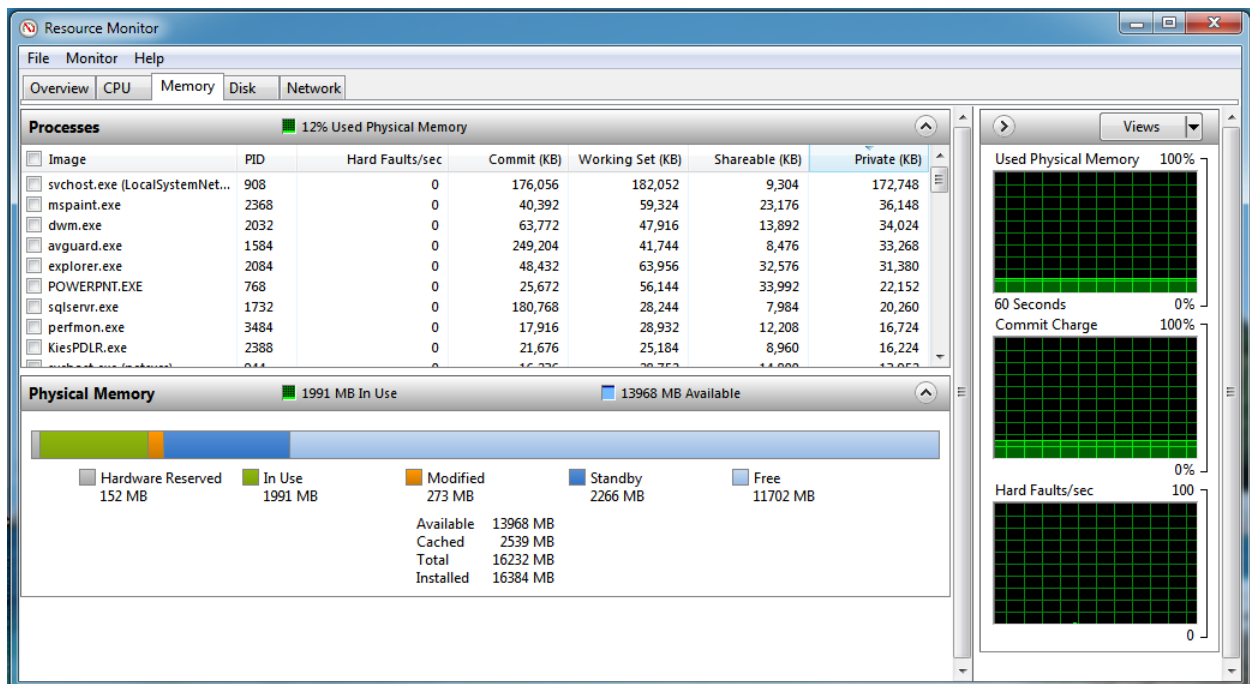 Resource Monitor
File Monitor Help
Overview CPU Memory Disk Network
Processes 12% Used Physical Memory
Image PID Hard Faults/sec Commit (KB) Working Set (KB) Shareable (KB) Private (KB)
svchost.exe (LocalSystemNet... 908 0 176,056 182,052 9,304 172,748
mspaint.exe 2368 0 40,392 59,324 23,176 36,148
dwm.exe 2032 0 63,772 47,916 13,892 34,024
avguard.exe 1584 0 249,204 41,744 8,476 33,268
explorer.exe 2084 0 48,432 63,956 32,576 31,380
POWERPNT.EXE 768 0 25,672 56,144 33,992 22,152
sqlservr.exe 1732 0 180,768 28,244 7,984 20,260
perfmon.exe 3484 0 17,916 28,932 12,208 16,724
KiesPDLR.exe 2388 0 21,676 25,184 8,960 16,224
Physical Memory 1991 MB In Use 13968 MB Available
Hardware Reserved In Use Modified Standby Free
152 MB 1991 MB 273 MB 2266 MB 11702 MB
Available 13968 MB
Cached 2539 MB
Total 16232 MB
Installed 16384 MB
Views
Used Physical Memory 100%
60 Seconds 0%
Commit Charge 100%
0%
Hard Faults/sec 100
0